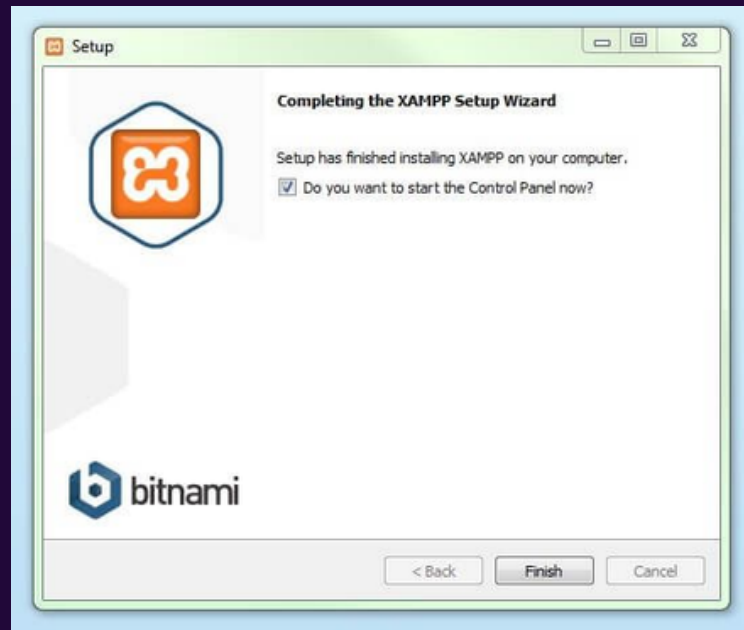 Setup
Completing the XAMPP Setup Wizard
Setup has finished installing XAMPP on your computer.
Do you want to start the Control Panel now?
bitnami
< Back
Finish
Cancel